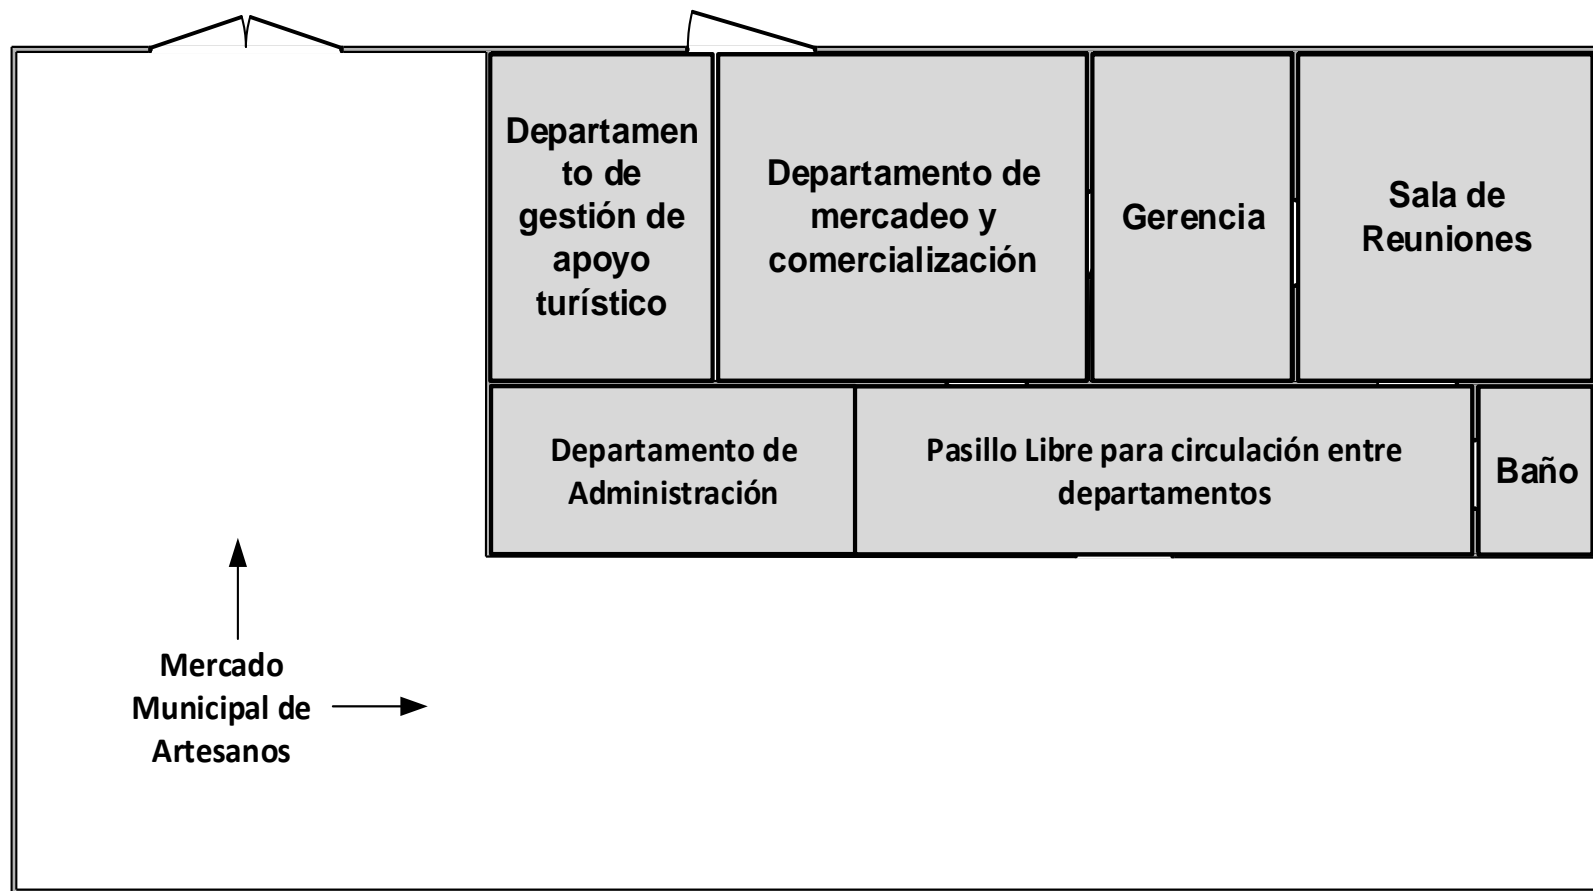 Departamen
to de
gestión de
apoyo
turístico
Departamento de
mercadeo y
comercialización
Gerencia
Sala de
Reuniones
Departamento de
Administración
Pasillo Libre para circulación entre
departamentos
Baño
Mercado
Municipal de
Artesanos